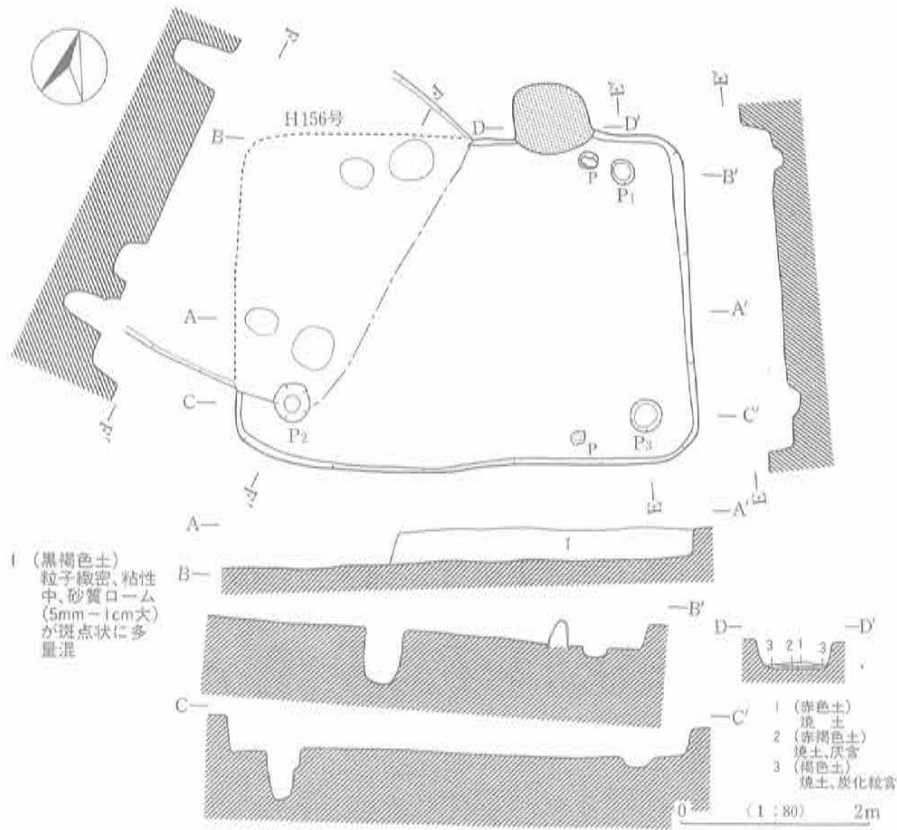 H156号
F
F
E′
E′
B
D
D′
P
P1
B′
A
A′
C
C′
P2
P
P3
F′
F′
E
E
A
A′
1
1 (黒褐色土)
粒子緻密、粘性
中、砂質ローム
(5mm~1cm大)
が斑点状に多
量混
B
B′
D
D′
3 2 1 3
C
C′
1 (赤色土)
焼土
2 (赤褐色土)
焼土、灰含
3 (褐色土)
焼土、炭化粒含
0 (1:80) 2m